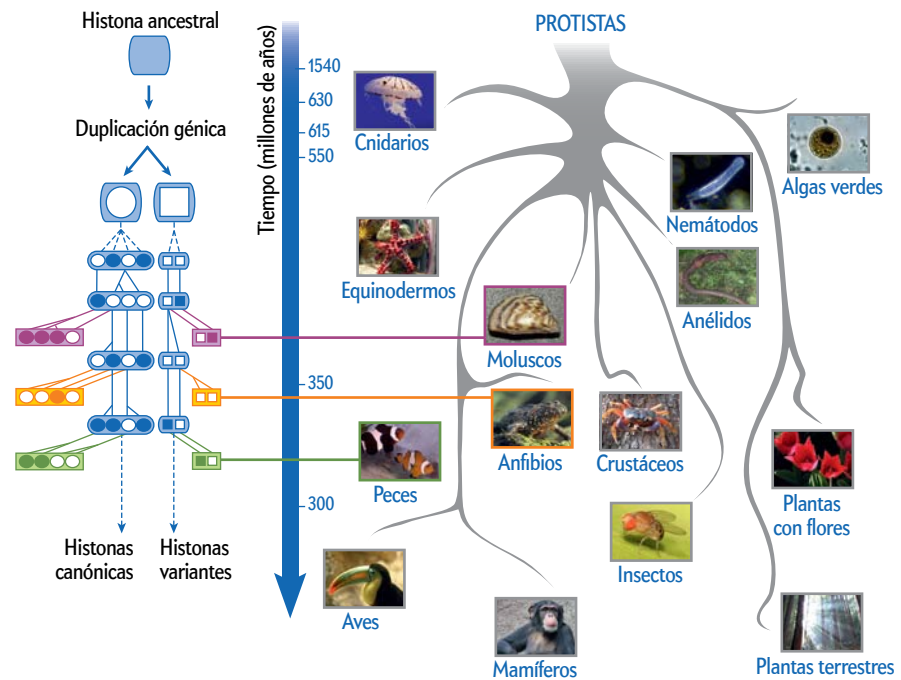 Histona ancestral
Duplicación génica
Histonas
canónicas
Histonas
variantes
Tiempo (millones de años)
1540
630
615
550
350
300
PROTISTAS
Cnidarios
Algas verdes
Nemátodos
Equinodermos
Anélidos
Moluscos
Anfibios
Crustáceos
Peces
Plantas
con flores
Insectos
Aves
Mamíferos
Plantas terrestres